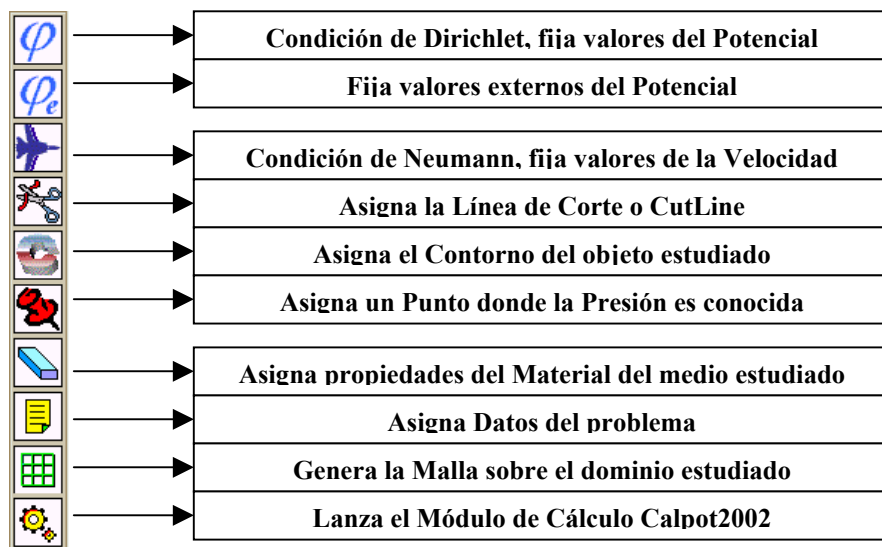 φ
Condición de Dirichlet, fija valores del Potencial
φe
Fija valores externos del Potencial
Condición de Neumann, fija valores de la Velocidad
Asigna la Línea de Corte o CutLine
Asigna el Contorno del objeto estudiado
Asigna un Punto donde la Presión es conocida
Asigna propiedades del Material del medio estudiado
Asigna Datos del problema
Genera la Malla sobre el dominio estudiado
Lanza el Módulo de Cálculo Calpot2002